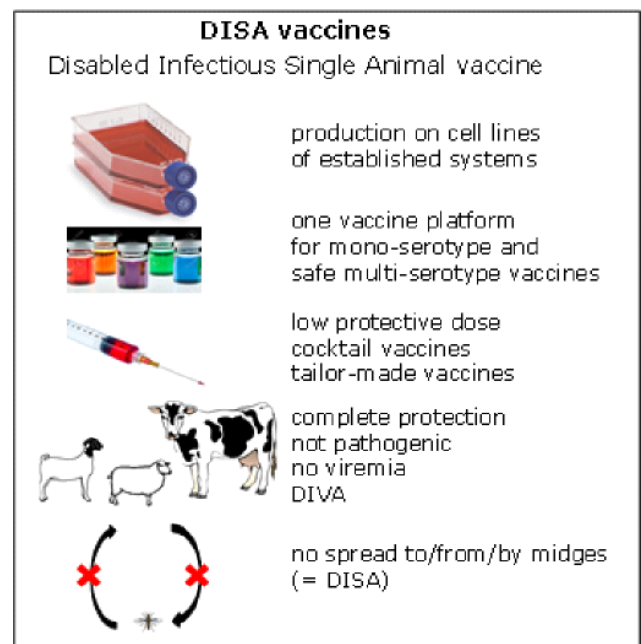 DISA vaccines
Disabled Infectious Single Animal vaccine
production on cell lines
of established systems
one vaccine platform
for mono-serotype and
safe multi-serotype vaccines
low protective dose
cocktail vaccines
tailor-made vaccines
complete protection
not pathogenic
no viremia
DIVA
no spread to/from/by midges
(= DISA)